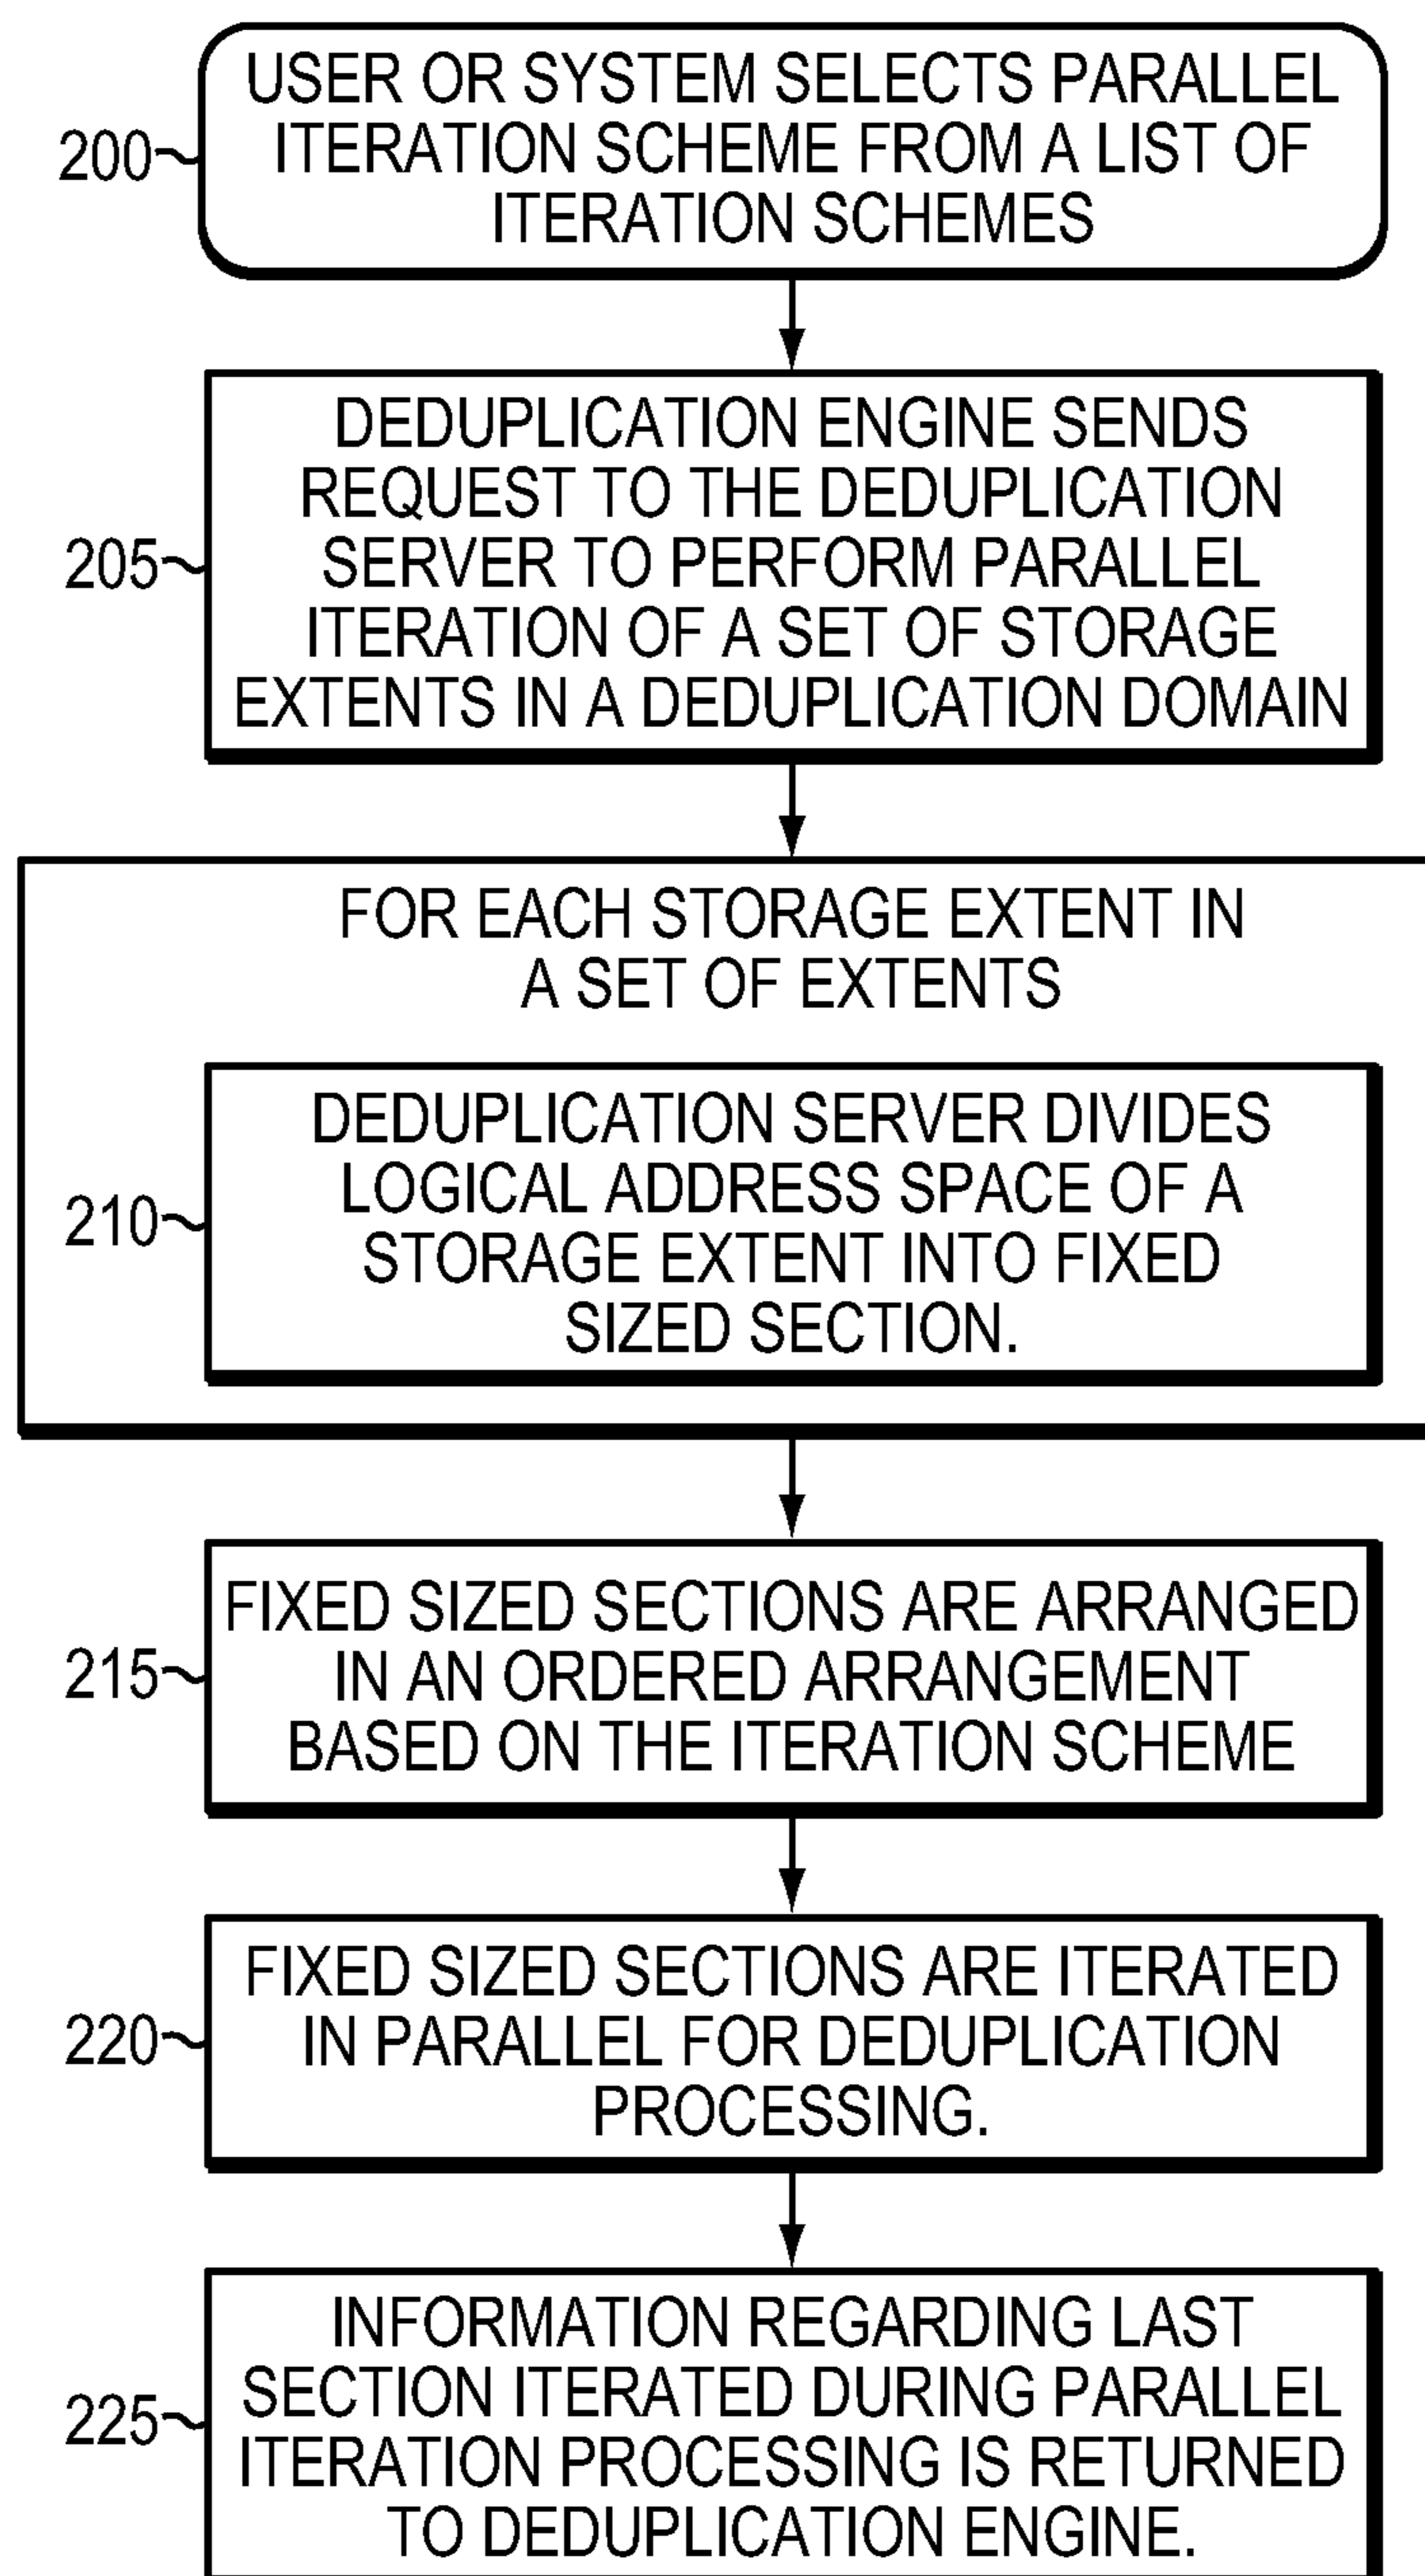 USER OR SYSTEM SELECTS PARALLEL
200 ITERATION SCHEME FROM A LIST OF
ITERATION SCHEMES
DEDUPLICATION ENGINE SENDS
REQUEST TO THE DEDUPLICATION
205 SERVER TO PERFORM PARALLEL
ITERATION OF A SET OF STORAGE
EXTENTS IN A DEDUPLICATION DOMAIN
FOR EACH STORAGE EXTENT IN
A SET OF EXTENTS
DEDUPLICATION SERVER DIVIDES
LOGICAL ADDRESS SPACE OF A
210 STORAGE EXTENT INTO FIXED
SIZED SECTION.
FIXED SIZED SECTIONS ARE ARRANGED
215 IN AN ORDERED ARRANGEMENT
BASED ON THE ITERATION SCHEME
FIXED SIZED SECTIONS ARE ITERATED
220 IN PARALLEL FOR DEDUPLICATION
PROCESSING.
INFORMATION REGARDING LAST
225 SECTION ITERATED DURING PARALLEL
ITERATION PROCESSING IS RETURNED
TO DEDUPLICATION ENGINE.